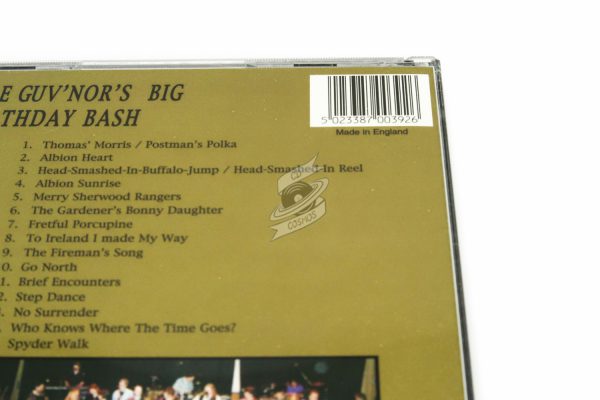 E GUV'NOR'S BIG
THDAY BASH
5 023387 003926
Made in England
1. Thomas' Morris / Postman's Polka
2. Albion Heart
3. Head-Smashed-In-Buffalo-Jump / Head-Smashed-In Reel
4. Albion Sunrise
5. Merry Sherwood Rangers
6. The Gardener's Bonny Daughter
7. Fretful Porcupine
8. To Ireland I made My Way
9. The Fireman's Song
0. Go North
1. Brief Encounters
2. Step Dance
. No Surrender
. Who Knows Where The Time Goes?
Spyder Walk
CD
COSMOS